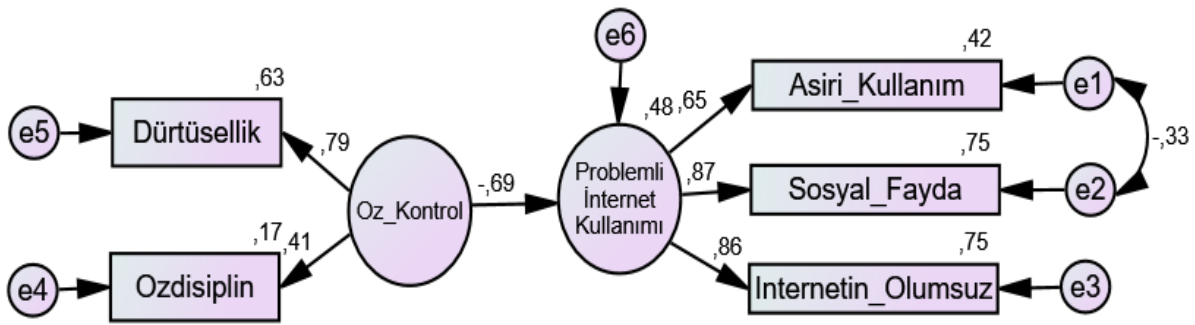 e6
,42
,63
Asiri_Kullanım
e1
,48
,65
e5
Dürtüsellik
,79
-,33
,75
Problemli
İnternet
Kullanımı
,87
Sosyal_Fayda
e2
-,69
Oz_Kontrol
,17
,41
,75
,86
e4
Ozdisiplin
Internetin_Olumsuz
e3